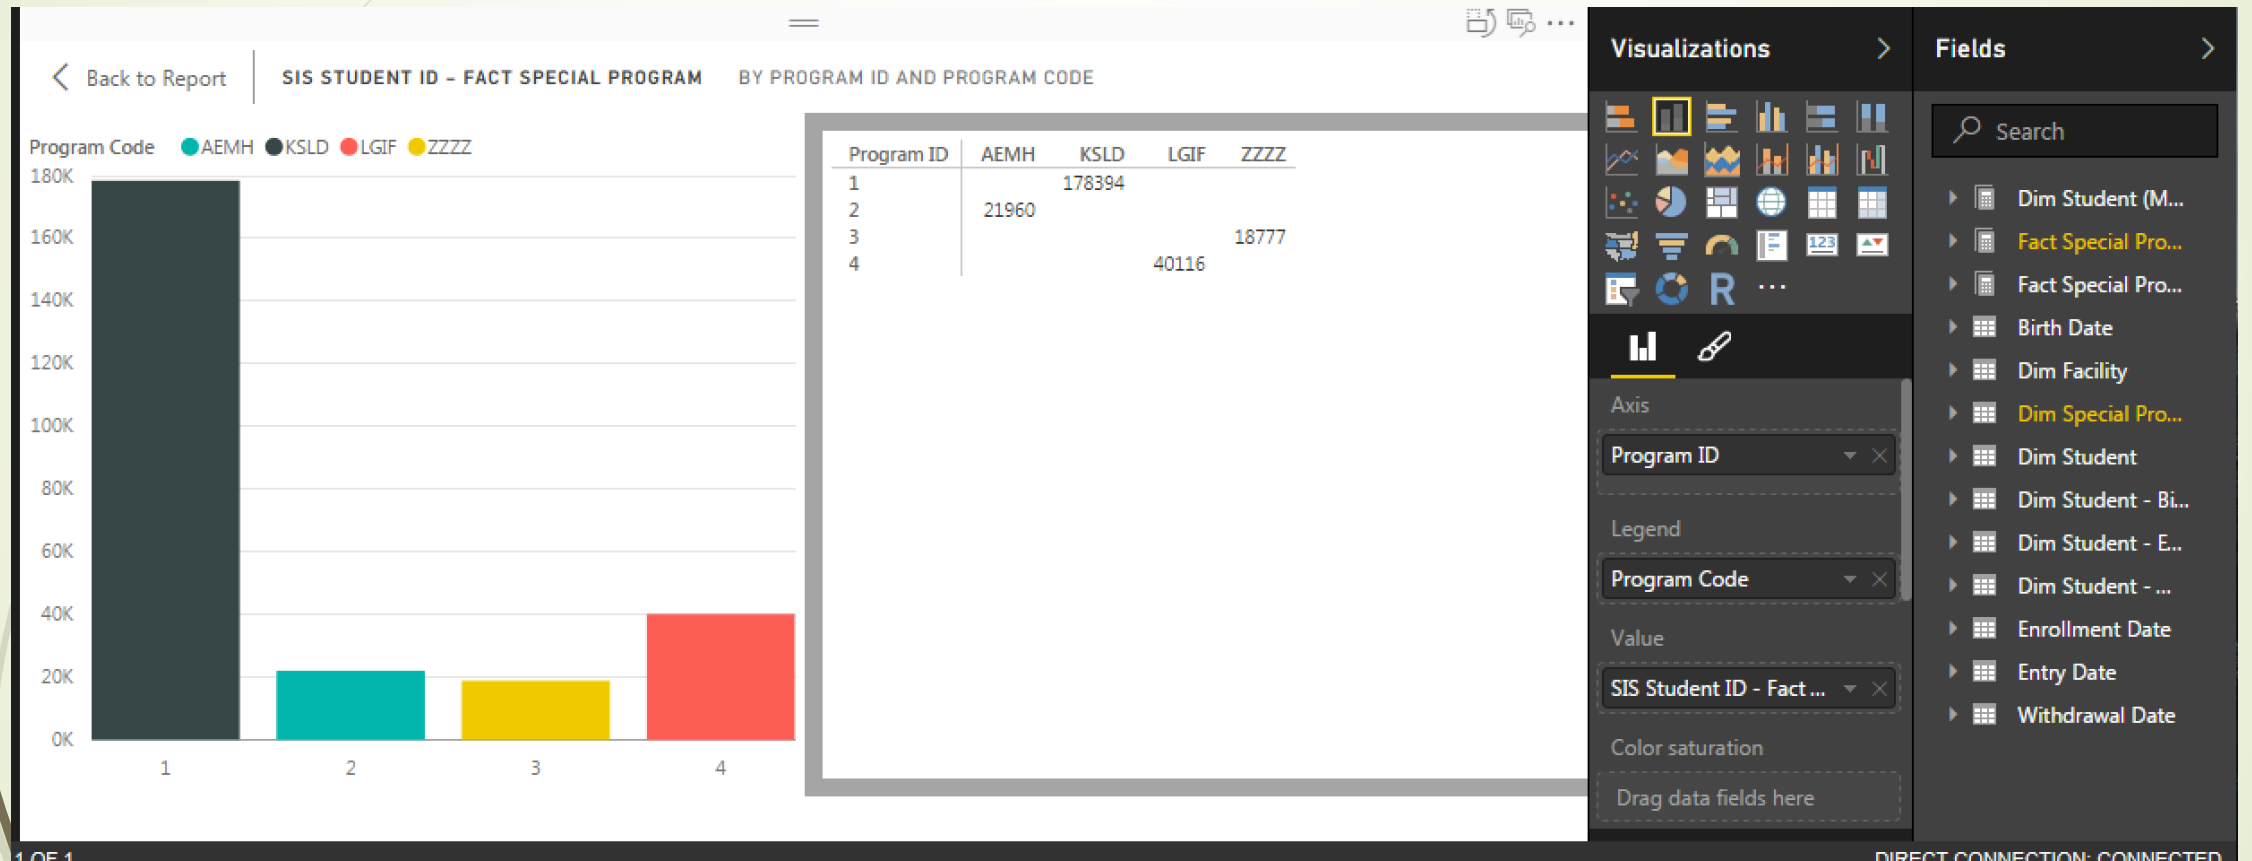 Back to Report
SIS STUDENT ID – FACT SPECIAL PROGRAM BY PROGRAM ID AND PROGRAM CODE
Program Code AEMH KSLD LGIF ZZZZ
180K
160K
140K
120K
100K
80K
60K
40K
20K
0K
1 2 3 4
Program ID AEMH KSLD LGIF ZZZZ
1 178394
2 21960
3 18777
4 40116
Visualizations
123
R
Axis
Program ID
Legend
Program Code
Value
SIS Student ID - Fact ...
Color saturation
Drag data fields here
Fields
Search
Dim Student (M...
Fact Special Pro...
Fact Special Pro...
Birth Date
Dim Facility
Dim Special Pro...
Dim Student
Dim Student - Bi...
Dim Student - E...
Dim Student - ...
Enrollment Date
Entry Date
Withdrawal Date
1 OF 1
DIRECT CONNECTION: CONNECTED